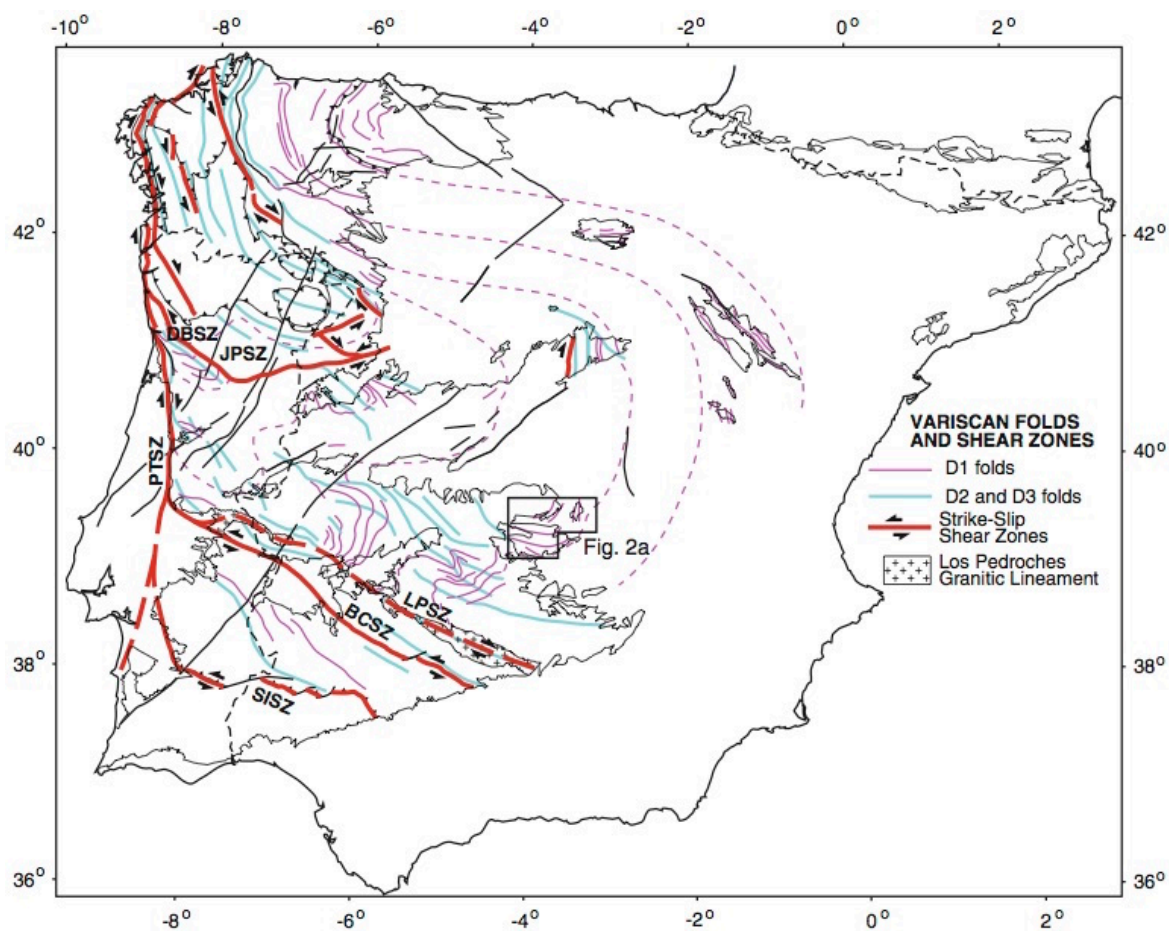 -10° -8° -6° -4° -2° 0° 2°
42° 42°
DBSZ
JPSZ
PTSZ
40° 40°
VARISCAN FOLDS
AND SHEAR ZONES
D1 folds
D2 and D3 folds
Strike-Slip
Shear Zones
Los Pedroches
Granitic Lineament
Fig. 2a
LPSZ
BCSZ
38° 38°
SISZ
36° 36°
-8° -6° -4° -2° 0° 2°